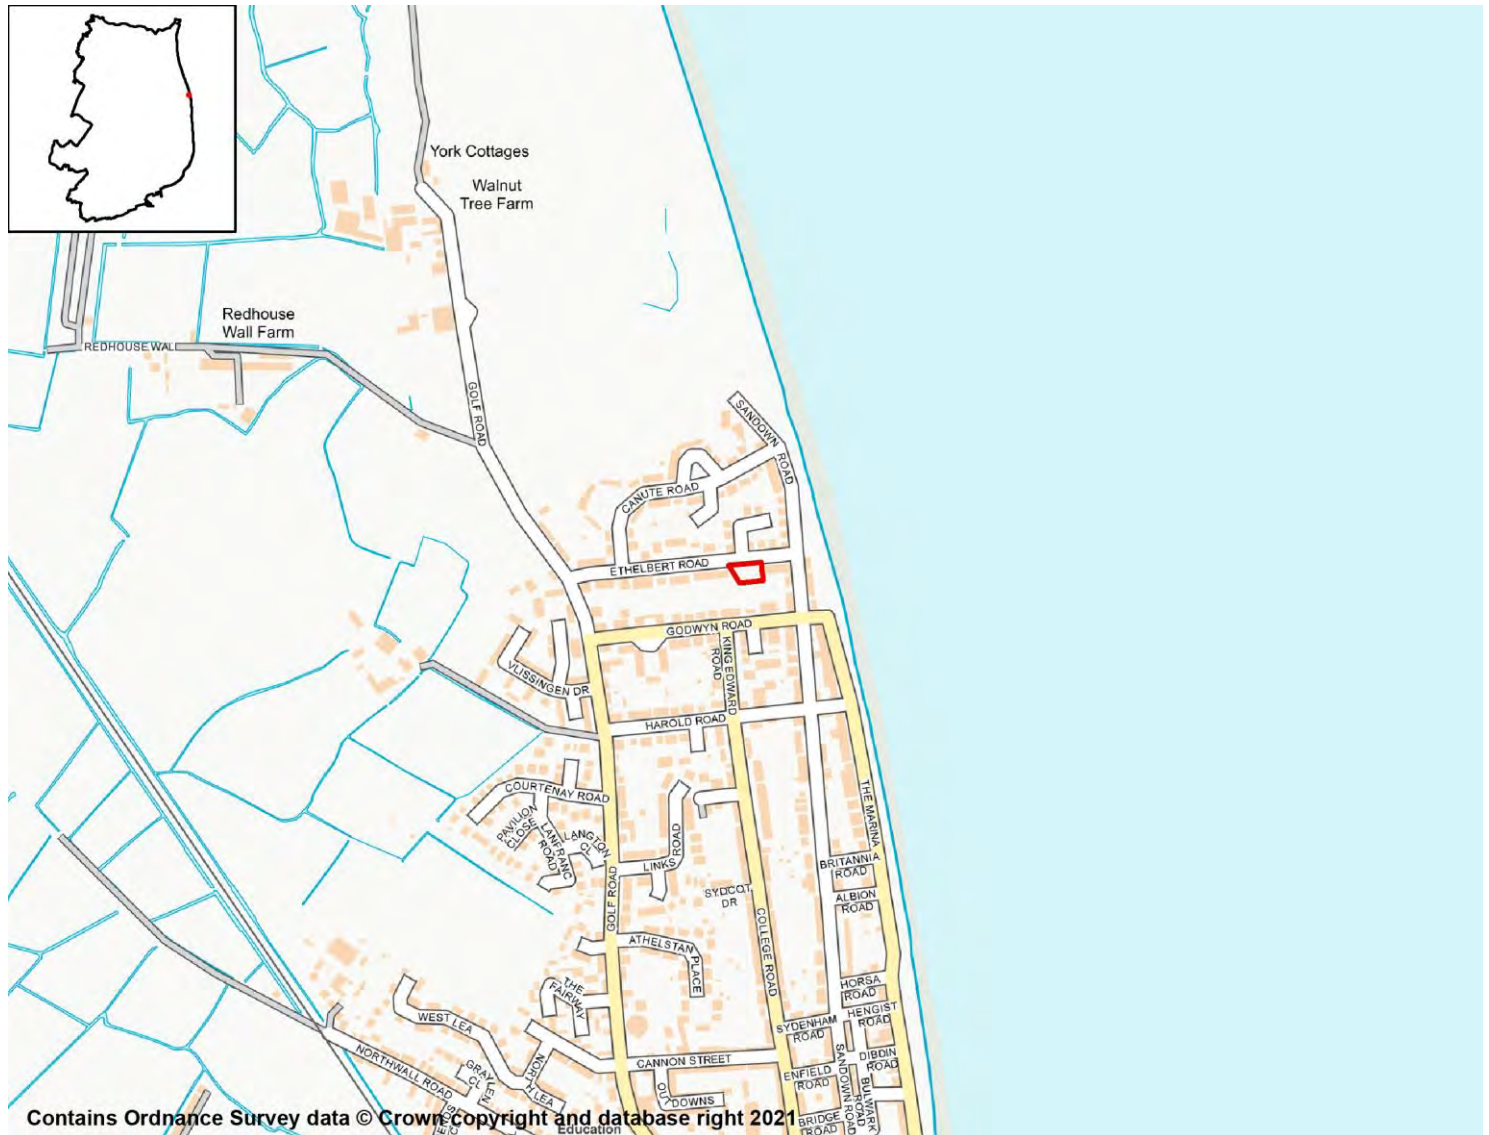 York Cottages
Walnut
Tree Farm
Redhouse
Wall Farm
REDHOUSE WAL
GOLF ROAD
SANDOWN
ROAD
CANUTE ROAD
ETHELBERT ROAD
GODWYN ROAD
KING EDWARD
ROAD
VLISSINGEN DR
HAROLD ROAD
COURTENAY ROAD
PAVILION
CLOSE
LANFRANC
ROAD
LANGTON
CL
LINKS
ROAD
THE MARINA
BRITANNIA
ROAD
ALBION
ROAD
SYDCOT
DR
GOLF ROAD
COLLEGE ROAD
ATHELSTAN
PLACE
THE
FAIRWAY
HORSA
ROAD
HENGIST
ROAD
WEST LEA
SYDENHAM
ROAD
NORTHWALL ROAD
GRAYLEN
CL
NORTH LEA
CANNON STREET
DIBDIN
ROAD
ENFIELD
ROAD
SANDOWN ROAD
BULWARK
ROAD
DOWNS
BRIDGE
ROAD
Contains Ordnance Survey data © Crown copyright and database right 2021
Education